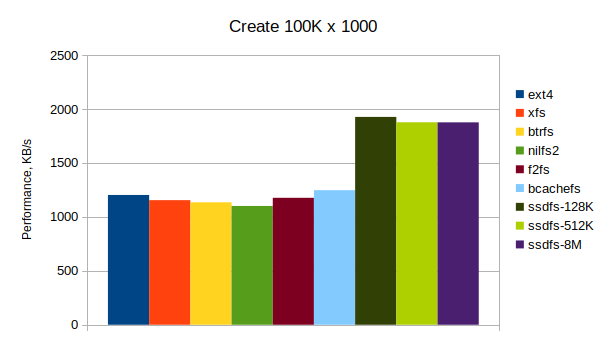 Create 100K x 1000
2500
2000
1500
1000
500
0
Performance, KB/s
ext4
xfs
btrfs
nilfs2
f2fs
bcachefs
ssdfs-128K
ssdfs-512K
ssdfs-8M